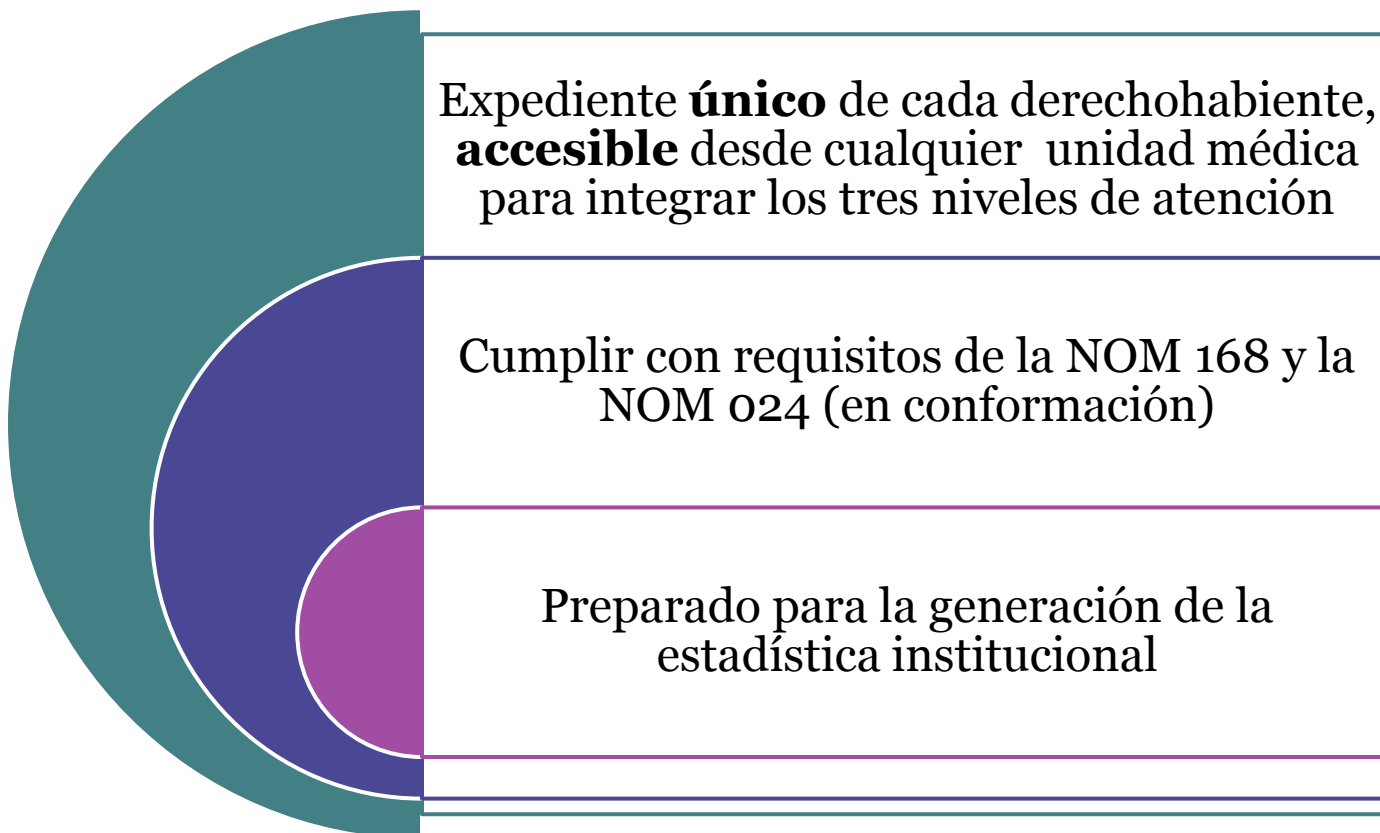 Expediente único de cada derechohabiente,
accesible desde cualquier unidad médica
para integrar los tres niveles de atención
Cumplir con requisitos de la NOM 168 y la
NOM 024 (en conformación)
Preparado para la generación de la
estadística institucional